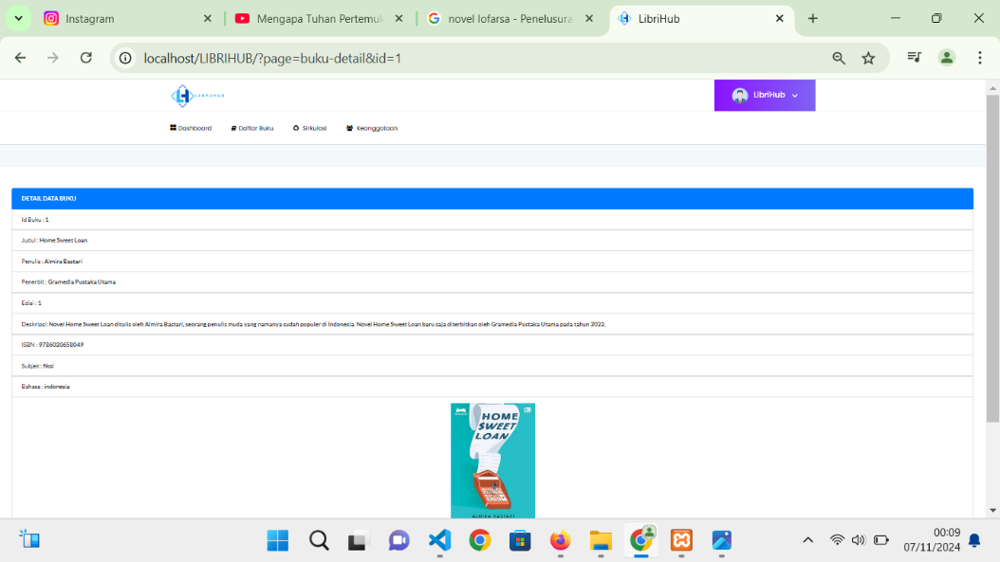 Instagram
Mengapa Tuhan Pertemuk
novel lofarsa - Penelusura
LibriHub
localhost/LIBRIHUB/?page=buku-detail&id=1
LIBRIHUB
LibriHub
Dashboard
Daftar Buku
Sirkulasi
Keanggotaan
DETAIL DATA BUKU
Id Buku : 1
Judul : Home Sweet Loan
Penulis : Almira Bastari
Penerbit : Gramedia Pustaka Utama
Edisi : 1
Deskripsi: Novel Home Sweet Loan ditulis oleh Almira Bastari, seorang penulis muda yang namanya sudah populer di Indonesia. Novel Home Sweet Loan baru saja diterbitkan oleh Gramedia Pustaka Utama pada tahun 2022.
ISBN : 9786020658049
Subjek : fiksi
Bahasa : indonesia
HOME
SWEET
LOAN
ALMIRA BASTARI
00:09
07/11/2024